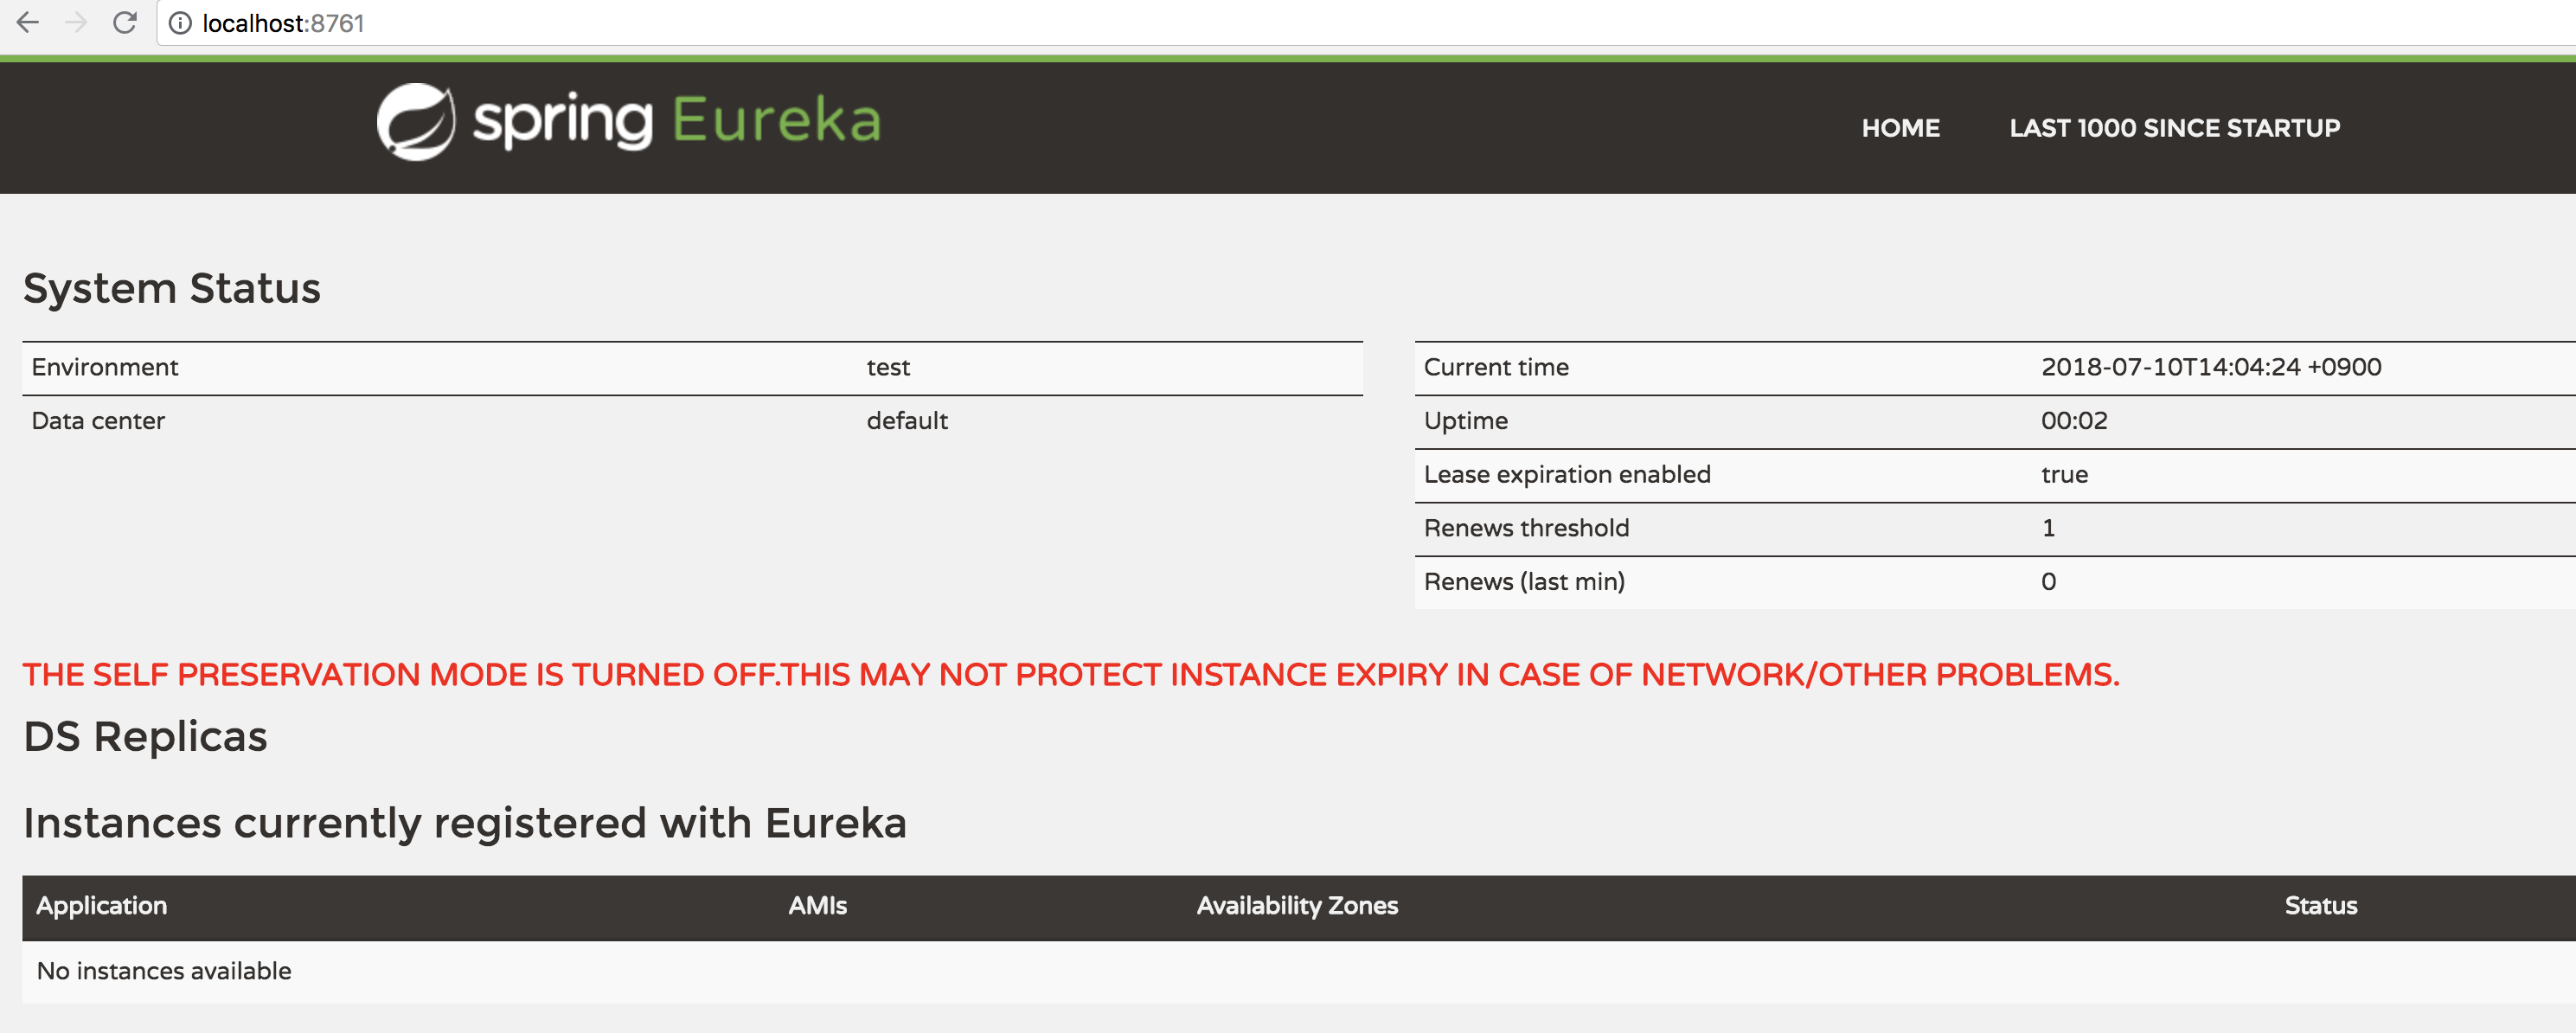 localhost:8761
spring Eureka
HOME LAST 1000 SINCE STARTUP
System Status
Environment test
Data center default
Current time 2018-07-10T14:04:24 +0900
Uptime 00:02
Lease expiration enabled true
Renews threshold 1
Renews (last min) 0
THE SELF PRESERVATION MODE IS TURNED OFF.THIS MAY NOT PROTECT INSTANCE EXPIRY IN CASE OF NETWORK/OTHER PROBLEMS.
DS Replicas
Instances currently registered with Eureka
Application AMIs Availability Zones Status
No instances available